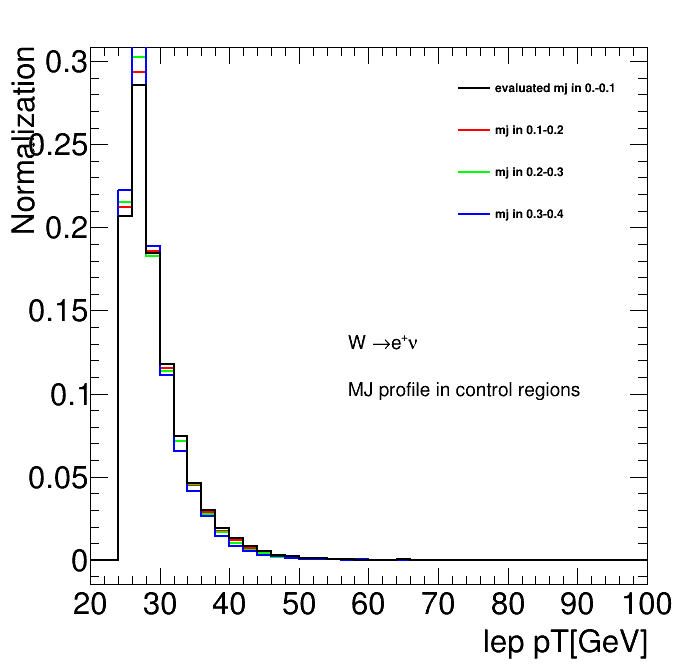 Normalization
0.3
0.25
0.2
0.15
0.1
0.05
0
evaluated mj in 0.-0.1
mj in 0.1-0.2
mj in 0.2-0.3
mj in 0.3-0.4
W →e⁺ν
MJ profile in control regions
20 30 40 50 60 70 80 90 100
lep pT[GeV]